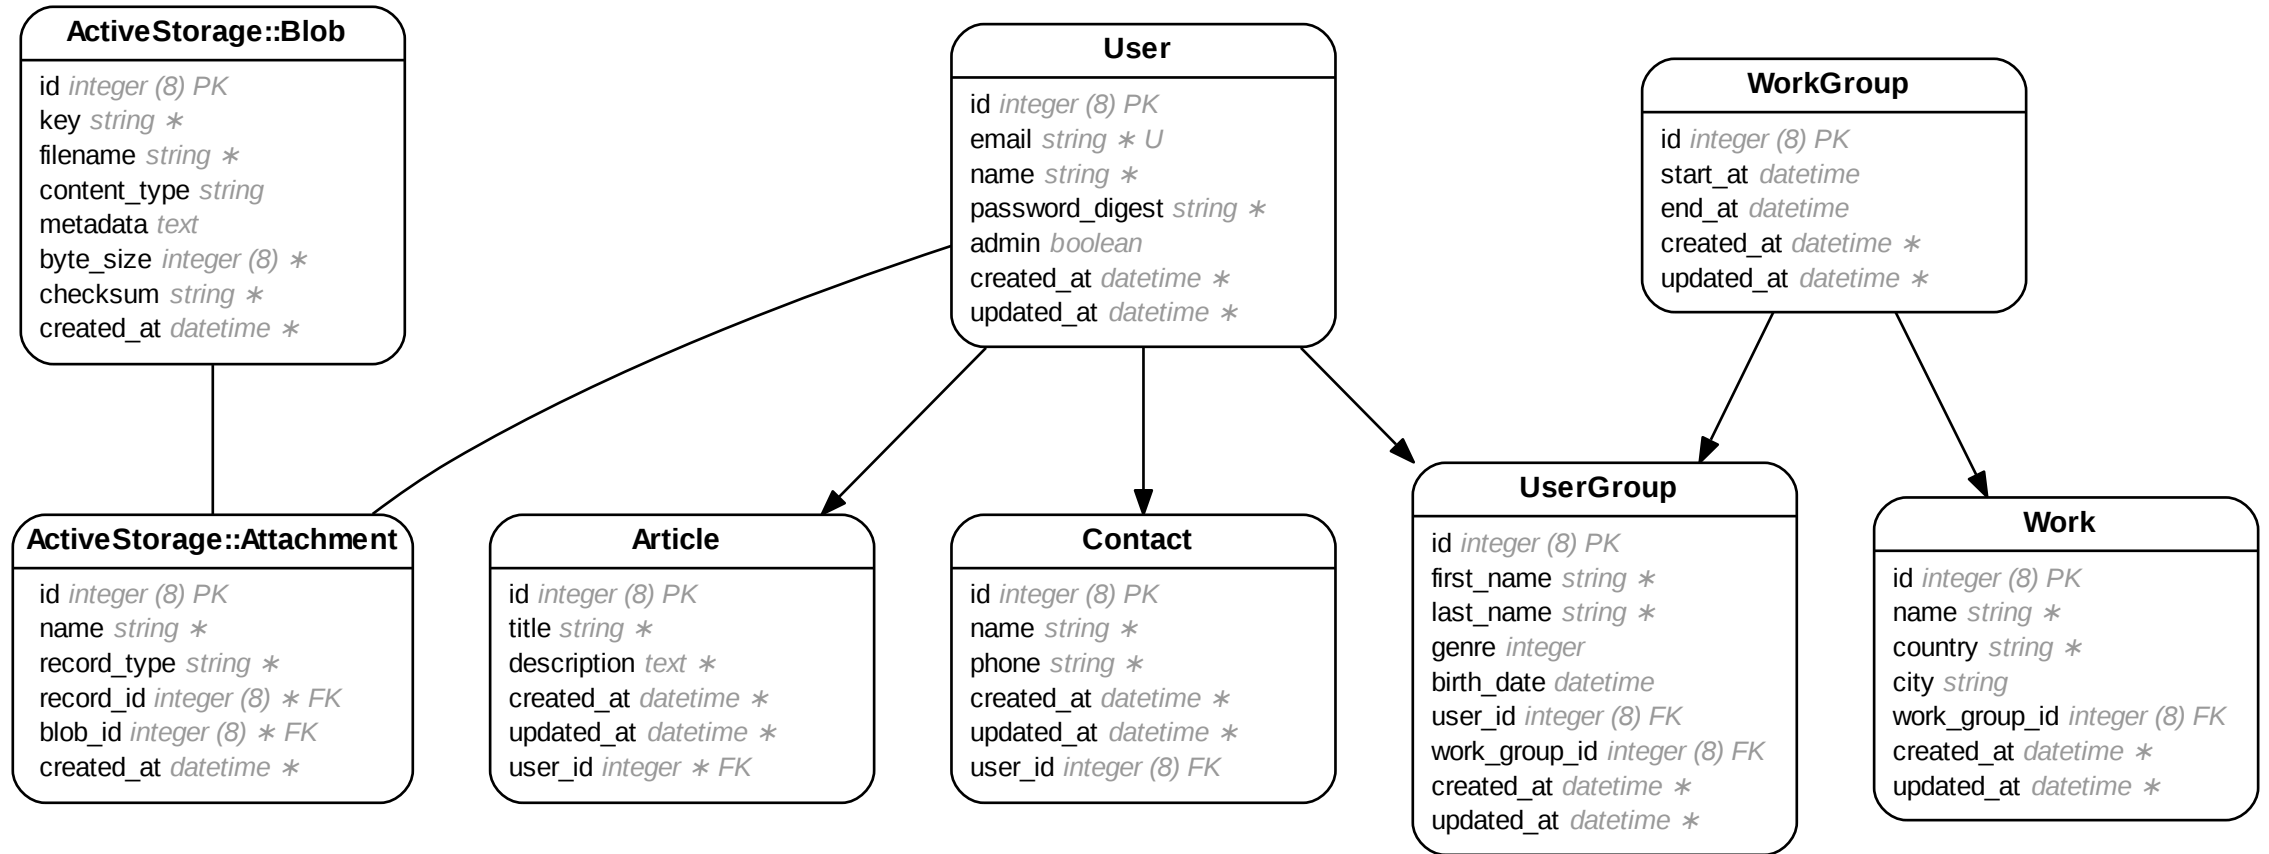 ActiveStorage::Blob
id integer (8) PK
key string ∗
filename string ∗
content_type string
metadata text
byte_size integer (8) ∗
checksum string ∗
created_at datetime ∗
User
id integer (8) PK
email string ∗ U
name string ∗
password_digest string ∗
admin boolean
created_at datetime ∗
updated_at datetime ∗
WorkGroup
id integer (8) PK
start_at datetime
end_at datetime
created_at datetime ∗
updated_at datetime ∗
ActiveStorage::Attachment
id integer (8) PK
name string ∗
record_type string ∗
record_id integer (8) ∗ FK
blob_id integer (8) ∗ FK
created_at datetime ∗
Article
id integer (8) PK
title string ∗
description text ∗
created_at datetime ∗
updated_at datetime ∗
user_id integer ∗ FK
Contact
id integer (8) PK
name string ∗
phone string ∗
created_at datetime ∗
updated_at datetime ∗
user_id integer (8) FK
UserGroup
id integer (8) PK
first_name string ∗
last_name string ∗
genre integer
birth_date datetime
user_id integer (8) FK
work_group_id integer (8) FK
created_at datetime ∗
updated_at datetime ∗
Work
id integer (8) PK
name string ∗
country string ∗
city string
work_group_id integer (8) FK
created_at datetime ∗
updated_at datetime ∗